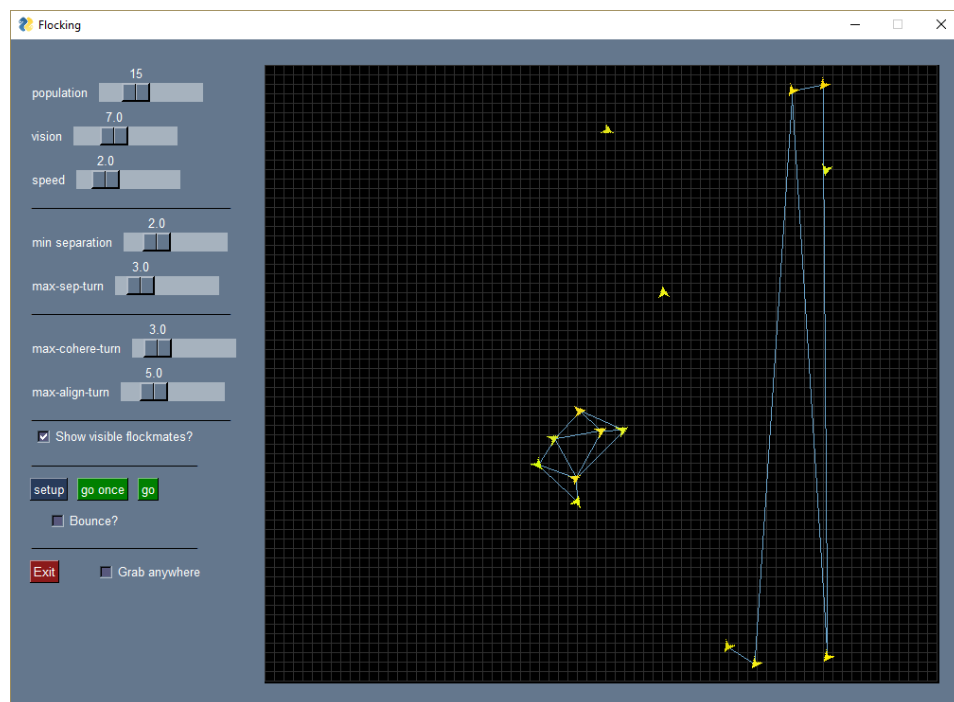 Flocking
15
population
7.0
vision
2.0
speed
2.0
min separation
3.0
max-sep-turn
3.0
max-cohere-turn
5.0
max-align-turn
Show visible flockmates?
setup go once go
Bounce?
Exit Grab anywhere